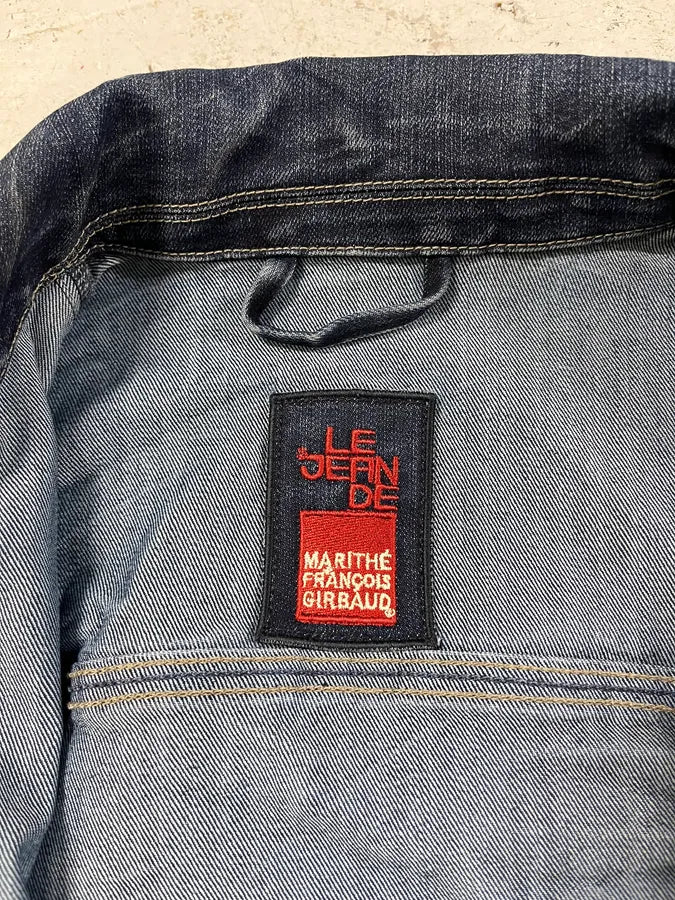 LE
JEAN
DE
MARITHÉ
FRANÇOIS
GIRBAUD®